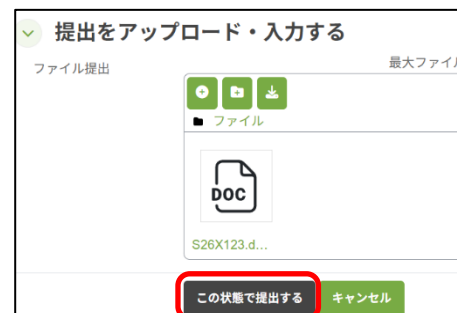 提出をアップロード・入力する
ファイル提出
最大ファイル
ファイル
DOC
S26X123.d...
この状態で提出する
キャンセル